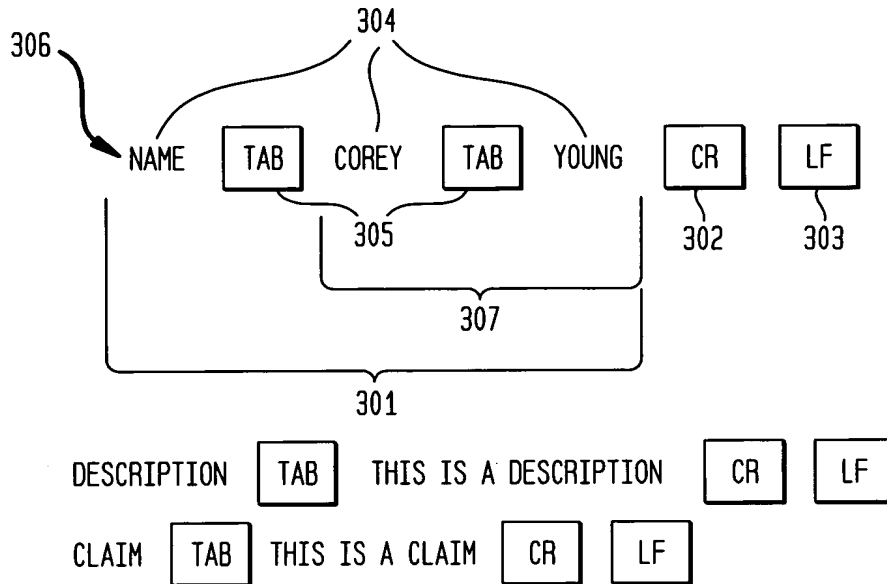 304
306
NAME TAB COREY TAB YOUNG CR LF
305 302 303
307
301
DESCRIPTION TAB THIS IS A DESCRIPTION CR LF
CLAIM TAB THIS IS A CLAIM CR LF